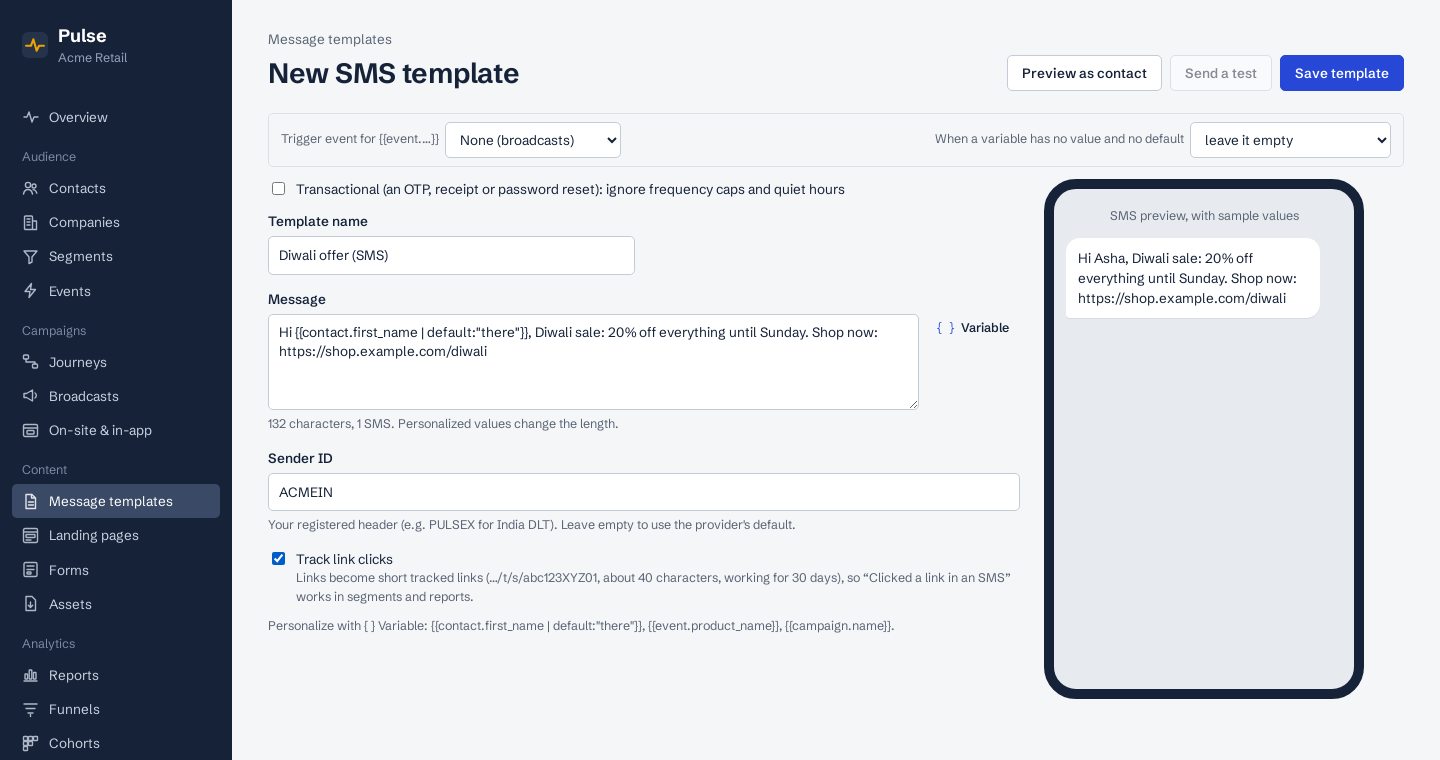 Pulse
Acme Retail
Overview
Audience
Contacts
Companies
Segments
Events
Campaigns
Journeys
Broadcasts
On-site & in-app
Content
Message templates
Landing pages
Forms
Assets
Analytics
Reports
Funnels
Cohorts
Message templates
New SMS template
Preview as contact
Send a test
Save template
Trigger event for {{event....}}
None (broadcasts)
When a variable has no value and no default
leave it empty
Transactional (an OTP, receipt or password reset): ignore frequency caps and quiet hours
Template name
Diwali offer (SMS)
Message
Hi {{contact.first_name | default:"there"}}, Diwali sale: 20% off everything until Sunday. Shop now:
https://shop.example.com/diwali
{ } Variable
132 characters, 1 SMS. Personalized values change the length.
Sender ID
ACMEIN
Your registered header (e.g. PULSEX for India DLT). Leave empty to use the provider's default.
Track link clicks
Links become short tracked links (…/t/s/abc123XYZ01, about 40 characters, working for 30 days), so “Clicked a link in an SMS”
works in segments and reports.
Personalize with { } Variable: {{contact.first_name | default:"there"}}, {{event.product_name}}, {{campaign.name}}.
SMS preview, with sample values
Hi Asha, Diwali sale: 20% off
everything until Sunday. Shop now:
https://shop.example.com/diwali